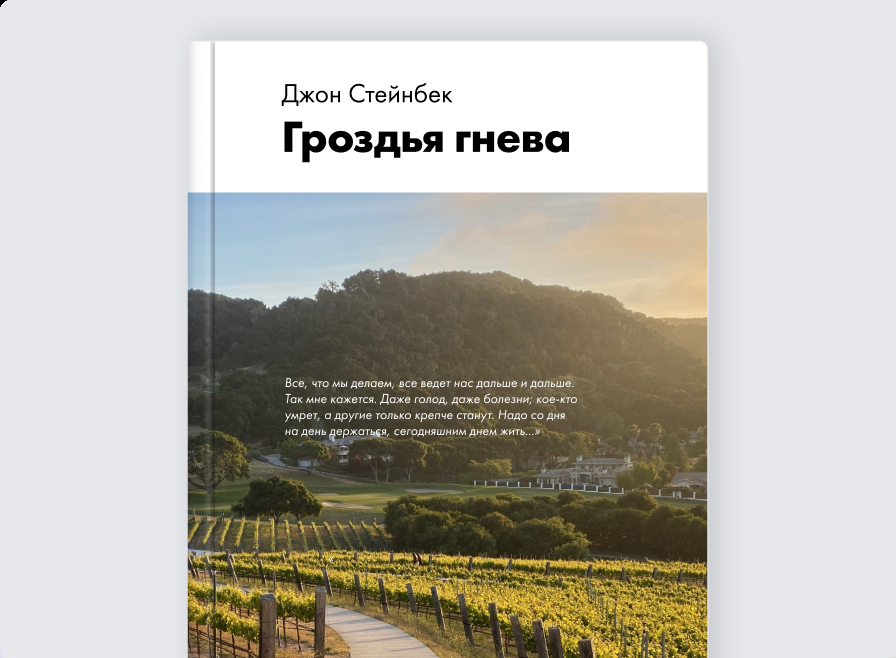 Джон Стейнбек
Гроздья гнева
Все, что мы делаем, все ведет нас дальше и дальше.
Так мне кажется. Даже голод, даже болезни; кое-кто
умрет, а другие только крепче станут. Надо со дня
на день держаться, сегодняшним днем жить...»
«